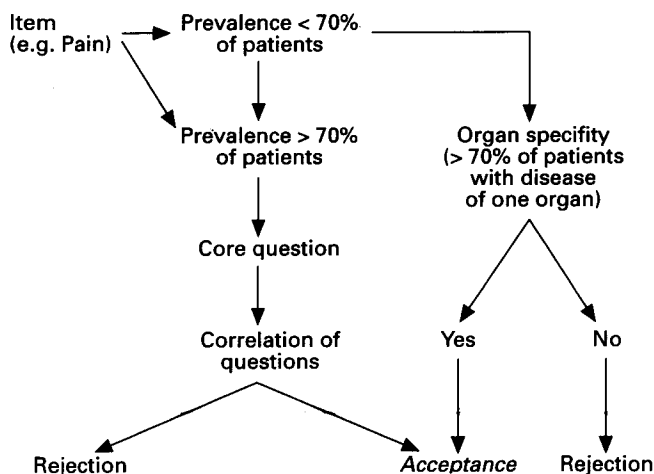 Item
(e.g. Pain)
Prevalence < 70%
of patients
Prevalence > 70%
of patients
Organ specifity
(> 70% of patients
with disease
of one organ)
Core question
Correlation of
questions
Yes
No
Rejection
Acceptance
Rejection